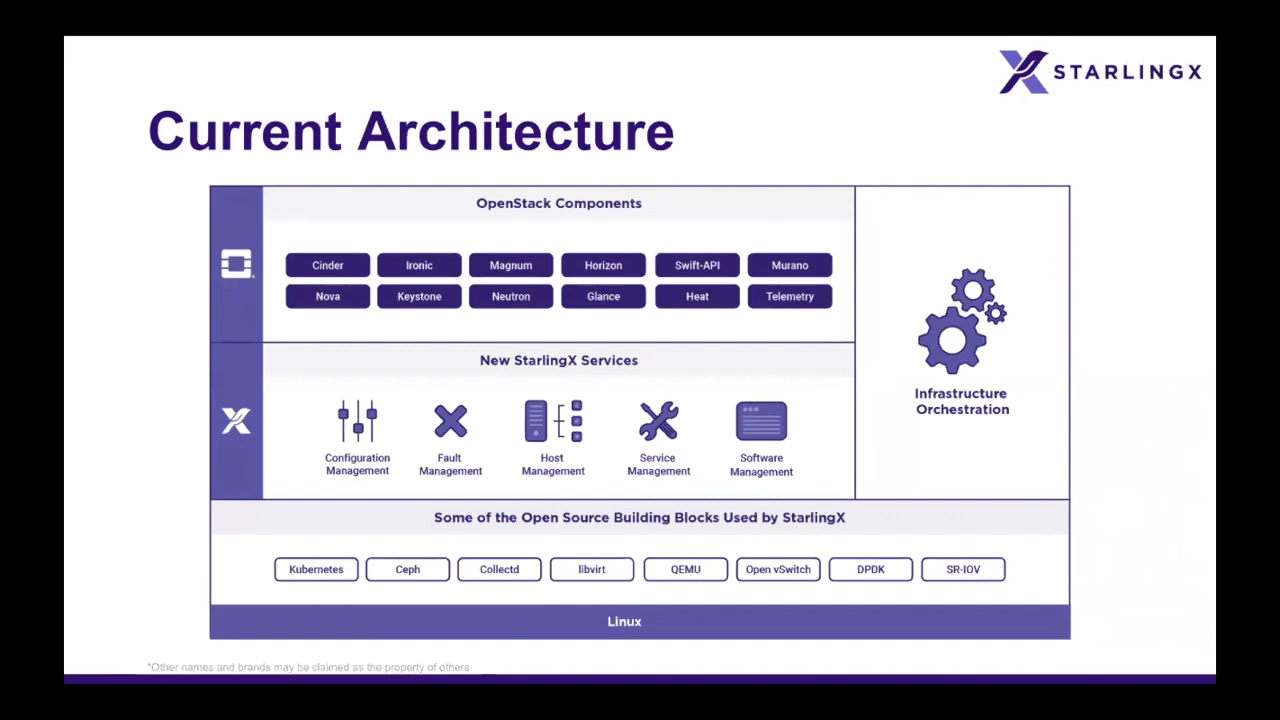 STARLINGX
Current Architecture
OpenStack Components
Cinder Ironic Magnum Horizon Swift-API Murano
Nova Keystone Neutron Glance Heat Telemetry
New StarlingX Services
Configuration
Management
Fault
Management
Host
Management
Service
Management
Software
Management
Infrastructure
Orchestration
Some of the Open Source Building Blocks Used by StarlingX
Kubernetes Ceph Collectd libvirt QEMU Open vSwitch DPDK SR-IOV
Linux
*Other names and brands may be claimed as the property of others